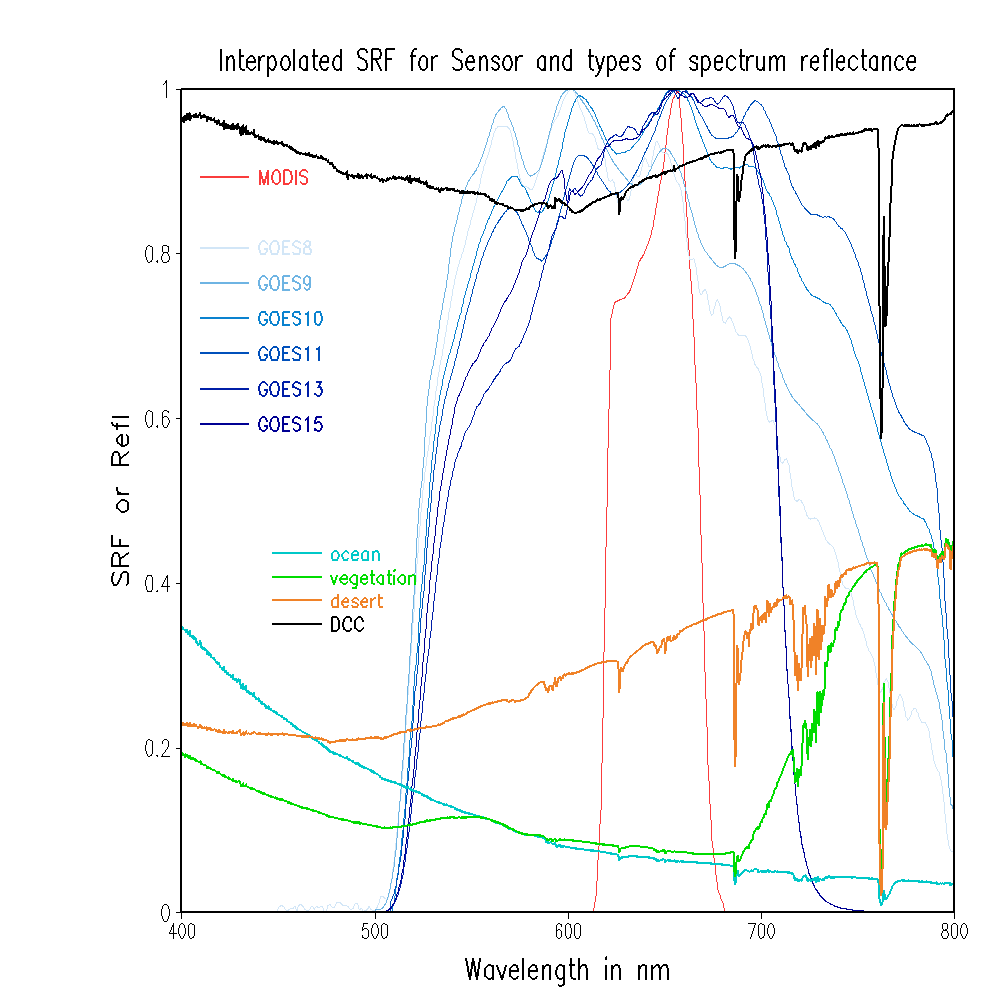 Interpolated SRF for Sensor and types of spectrum reflectance
1
MODIS
GOES8
0.8
GOES9
GOES10
GOES11
GOES13
0.6
GOES15
SRF or Refl
ocean
vegetation
0.4
desert
DCC
0.2
0
400 500 600 700 800
Wavelength in nm